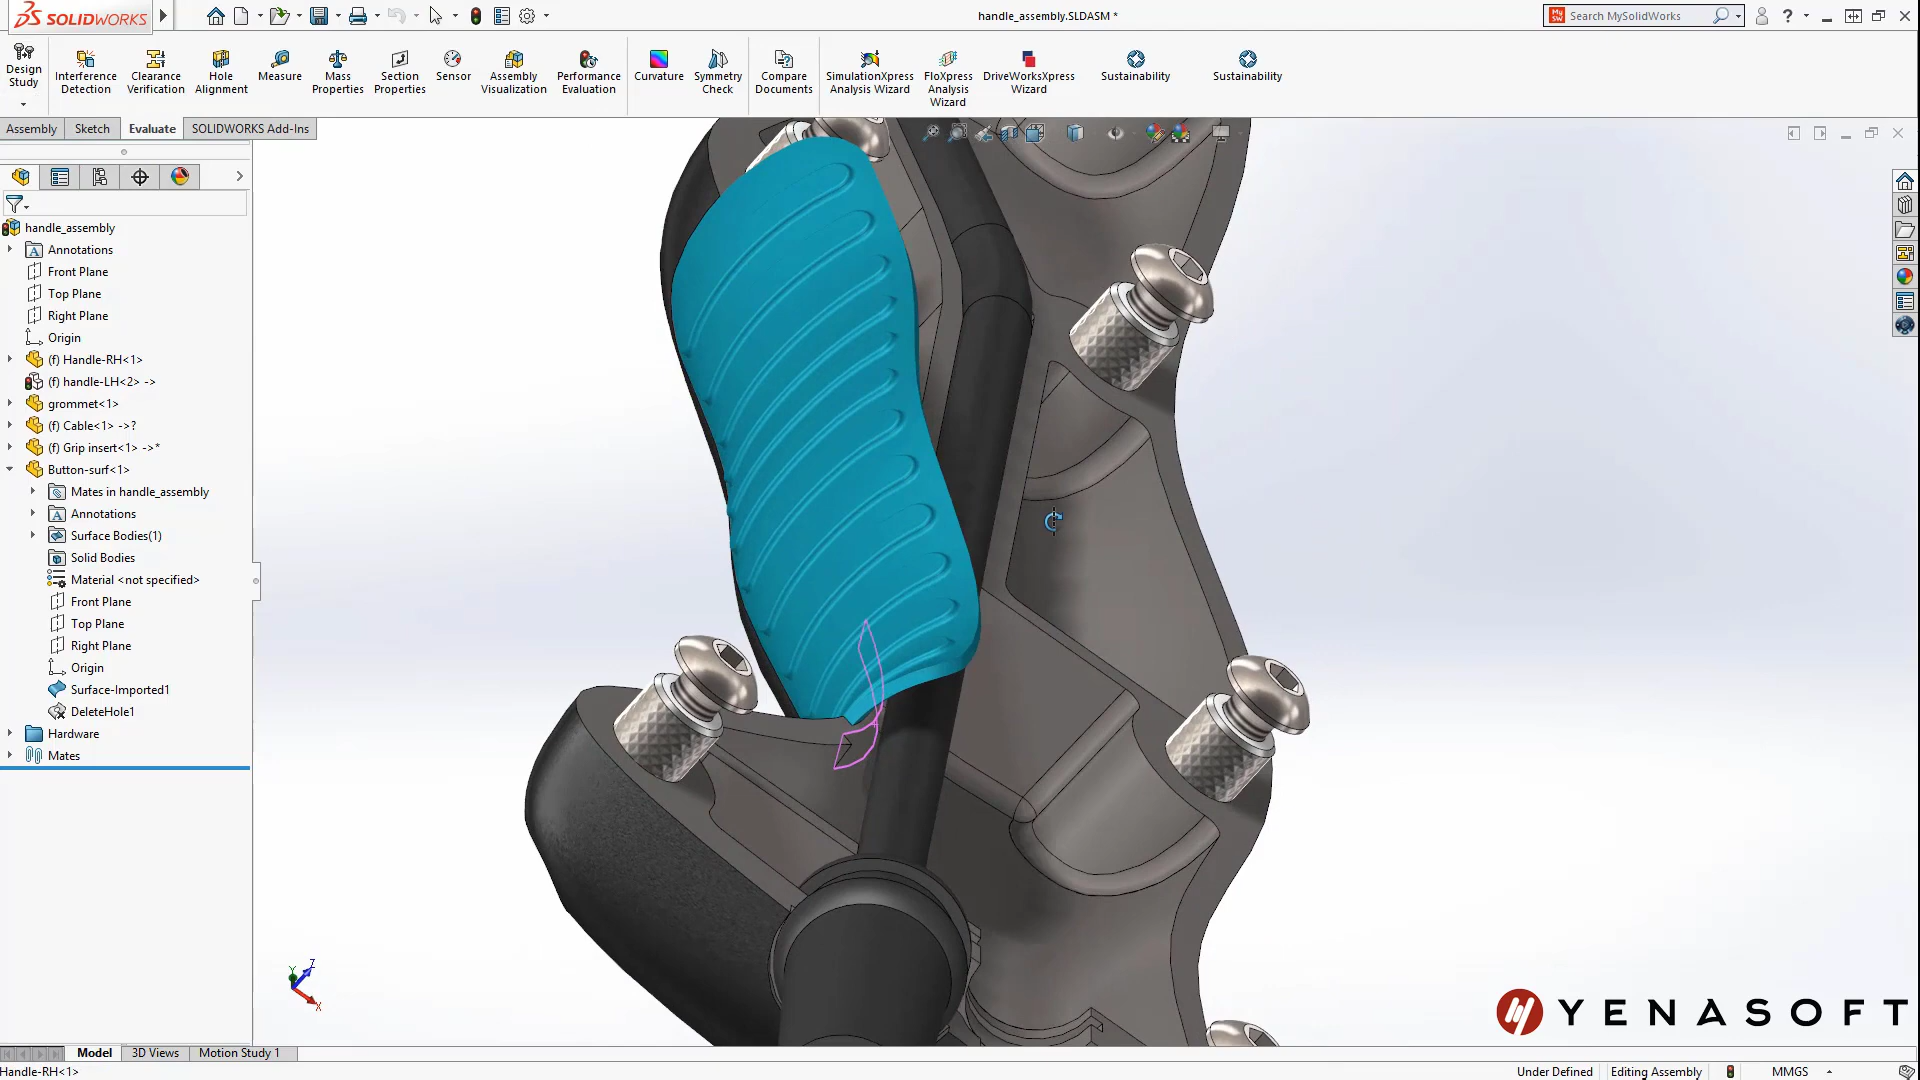 SOLIDWORKS
handle_assembly.SLDASM *
Search MySolidWorks
Design Study
Interference Detection
Clearance Verification
Hole Alignment
Measure
Mass Properties
Section Properties
Sensor
Assembly Visualization
Performance Evaluation
Curvature
Symmetry Check
Compare Documents
SimulationXpress Analysis Wizard
FloXpress Analysis Wizard
DriveWorksXpress Wizard
Sustainability
Sustainability
Assembly
Sketch
Evaluate
SOLIDWORKS Add-Ins
handle_assembly
Annotations
Front Plane
Top Plane
Right Plane
Origin
(f) Handle-RH<1>
(f) handle-LH<2> ->
grommet<1>
(f) Cable<1> ->?
(f) Grip insert<1> ->*
Button-surf<1>
Mates in handle_assembly
Annotations
Surface Bodies(1)
Solid Bodies
Material <not specified>
Front Plane
Top Plane
Right Plane
Origin
Surface-Imported1
DeleteHole1
Hardware
Mates
Y
Z
X
YENASOFT
Model
3D Views
Motion Study 1
Handle-RH<1>
Under Defined
Editing Assembly
MMGS